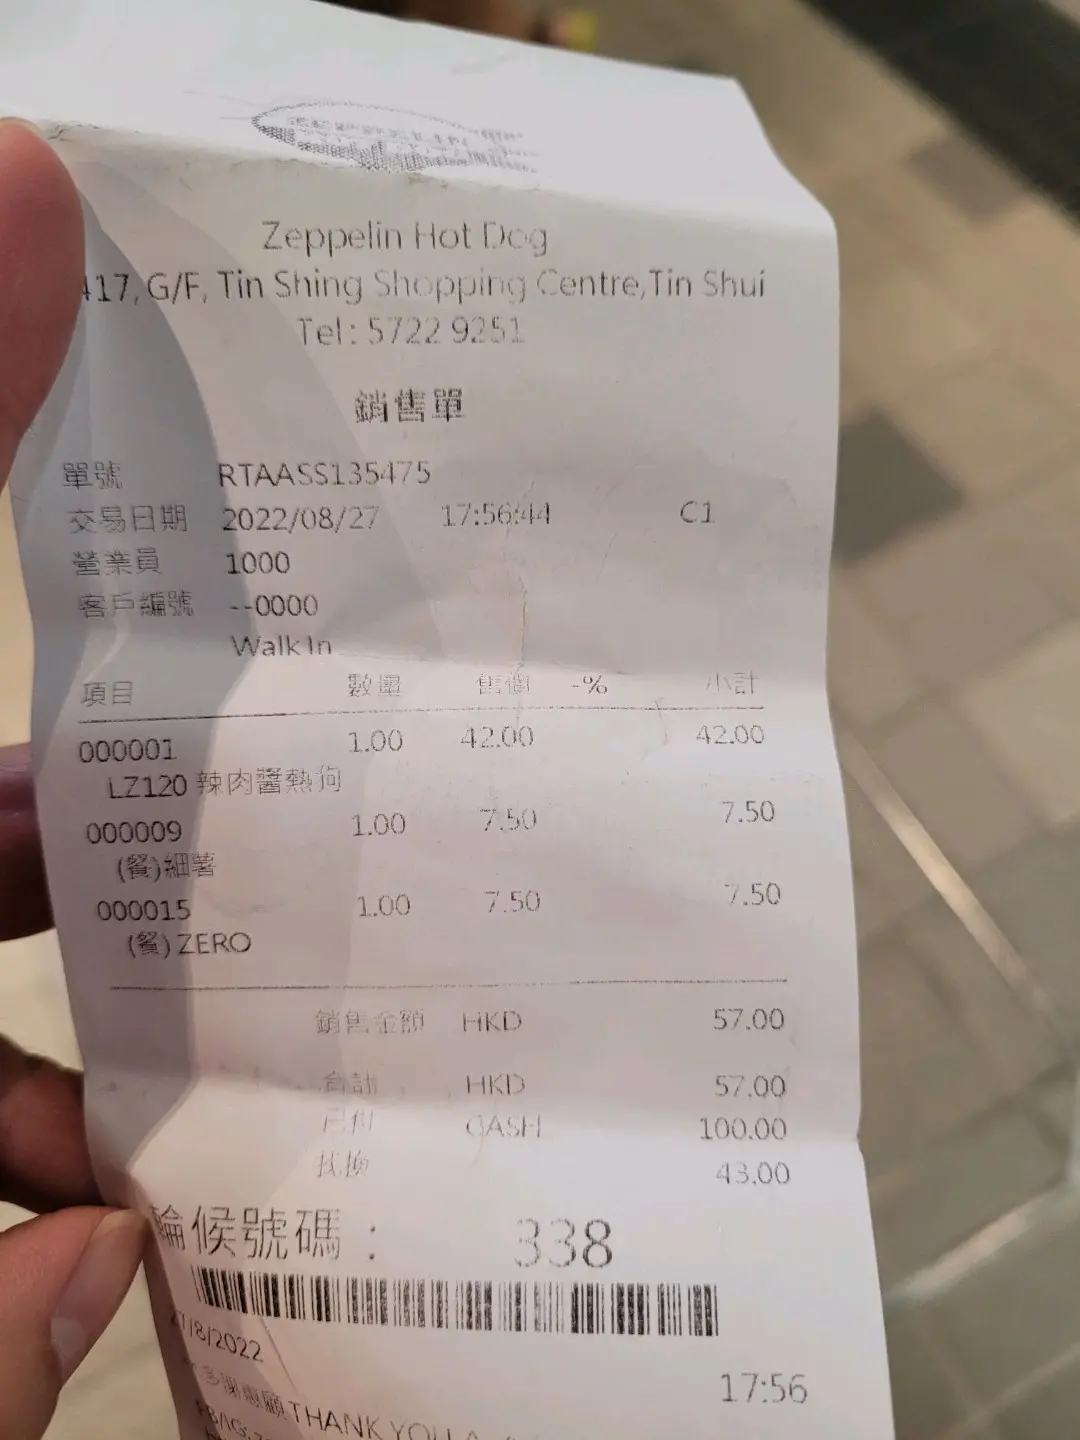 Zeppelin Hot Dog
417, G/F, Tin Shing Shopping Centre,Tin Shui
Tel: 5722 9251
銷售單
單號 RTAASS135475
交易日期 2022/08/27 17:56:44 C1
營業員 1000
客戶編號 --0000
Walk In
項目 數量 售價 -% 小計
000001 1.00 42.00 42.00
LZ120 辣肉醬熱狗
000009 1.00 7.50 7.50
(餐)細薯
000015 1.00 7.50 7.50
(餐) ZERO
銷售金額 HKD 57.00
合計 HKD 57.00
已付 CASH 100.00
找換 43.00
輪候號碼 : 338
27/8/2022 17:56
多謝惠顧 THANK YOU
FB/IG: